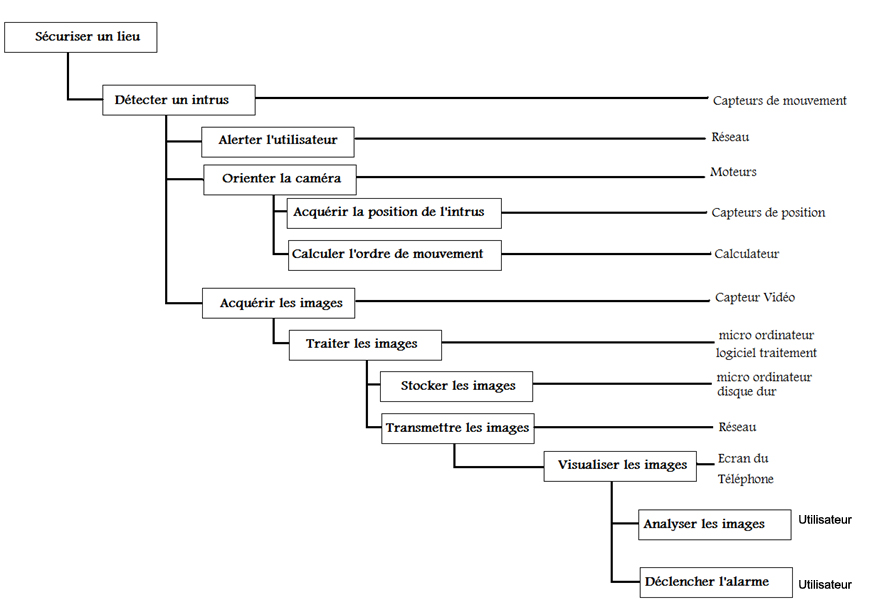 Sécuriser un lieu
Détecter un intrus
Capteurs de mouvement
Alerter l'utilisateur
Réseau
Orienter la caméra
Moteurs
Acquérir la position de l'intrus
Capteurs de position
Calculer l'ordre de mouvement
Calculateur
Acquérir les images
Capteur Vidéo
Traiter les images
micro ordinateur
logiciel traitement
Stocker les images
micro ordinateur
disque dur
Transmettre les images
Réseau
Visualiser les images
Ecran du
Téléphone
Analyser les images
Utilisateur
Déclencher l'alarme
Utilisateur